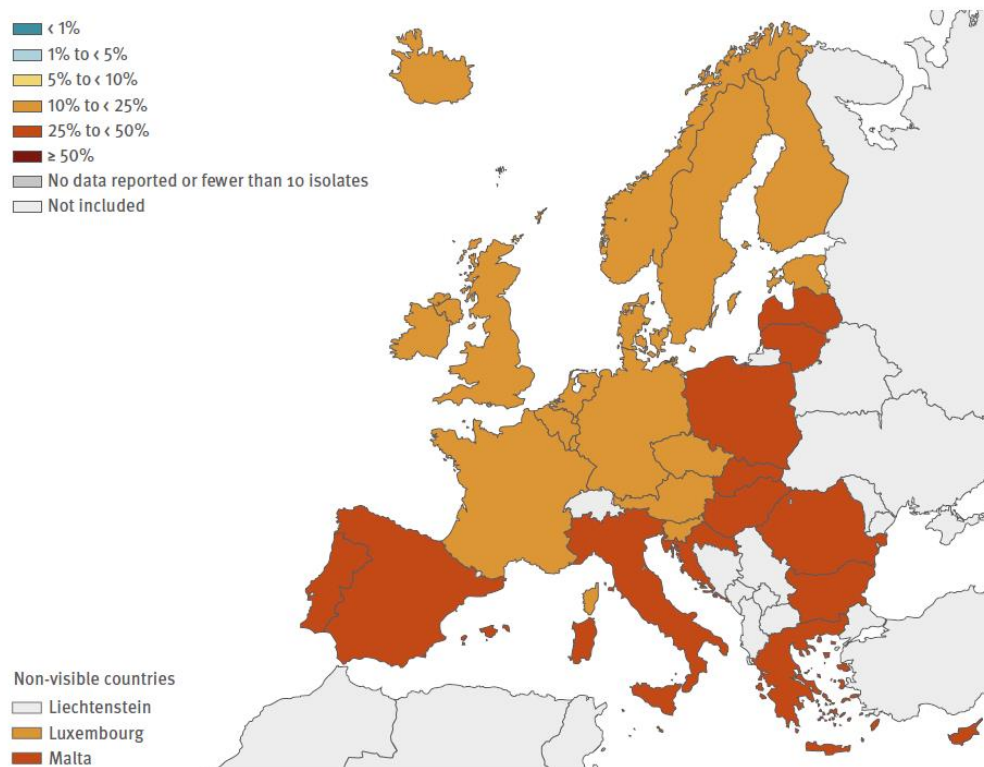 < 1%
1% to < 5%
5% to < 10%
10% to < 25%
25% to < 50%
≥ 50%
No data reported or fewer than 10 isolates
Not included
Non-visible countries
Liechtenstein
Luxembourg
Malta